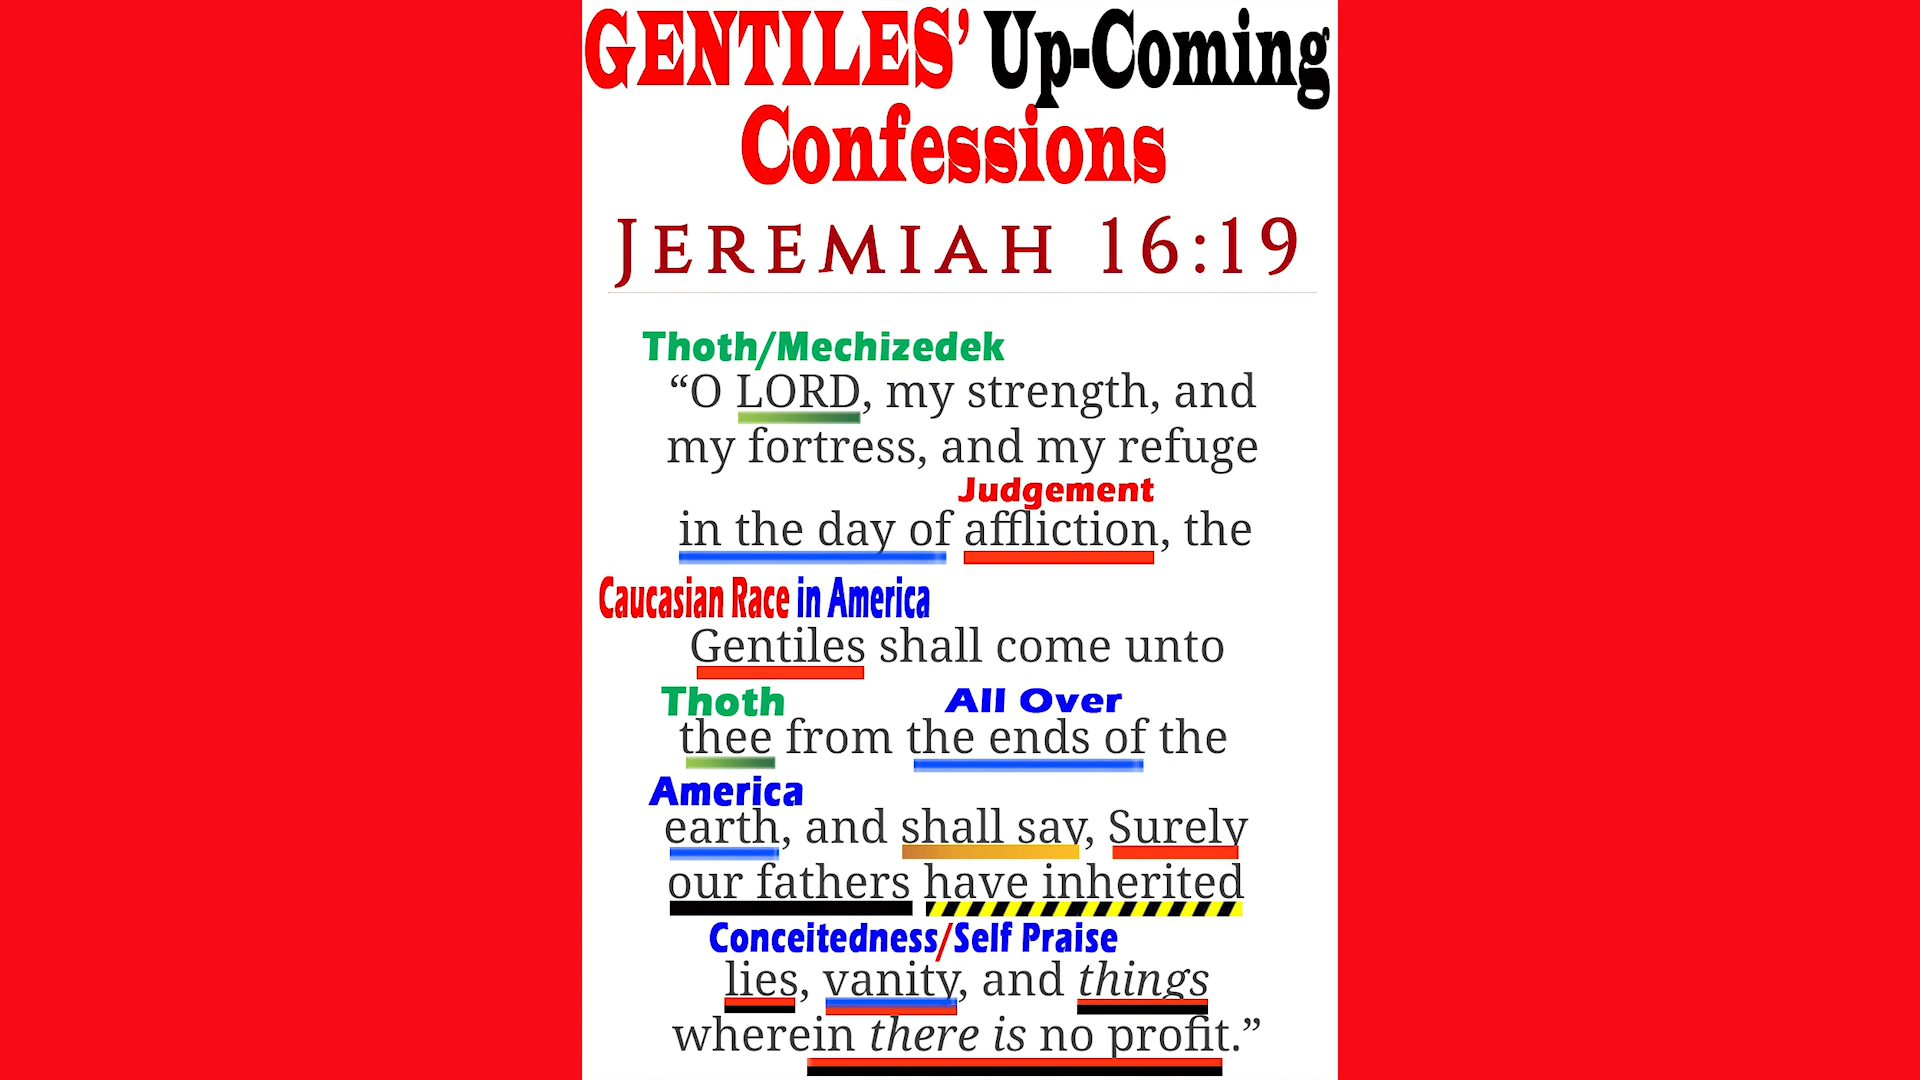 GENTILES’ Up-Coming
Confessions
JEREMIAH 16:19
Thoth/Mechizedek
“O LORD, my strength, and
my fortress, and my refuge
Judgement
in the day of affliction, the
Caucasian Race in America
Gentiles shall come unto
Thoth All Over
thee from the ends of the
America
earth, and shall say, Surely
our fathers have inherited
Conceitedness/Self Praise
lies, vanity, and things
wherein there is no profit.”